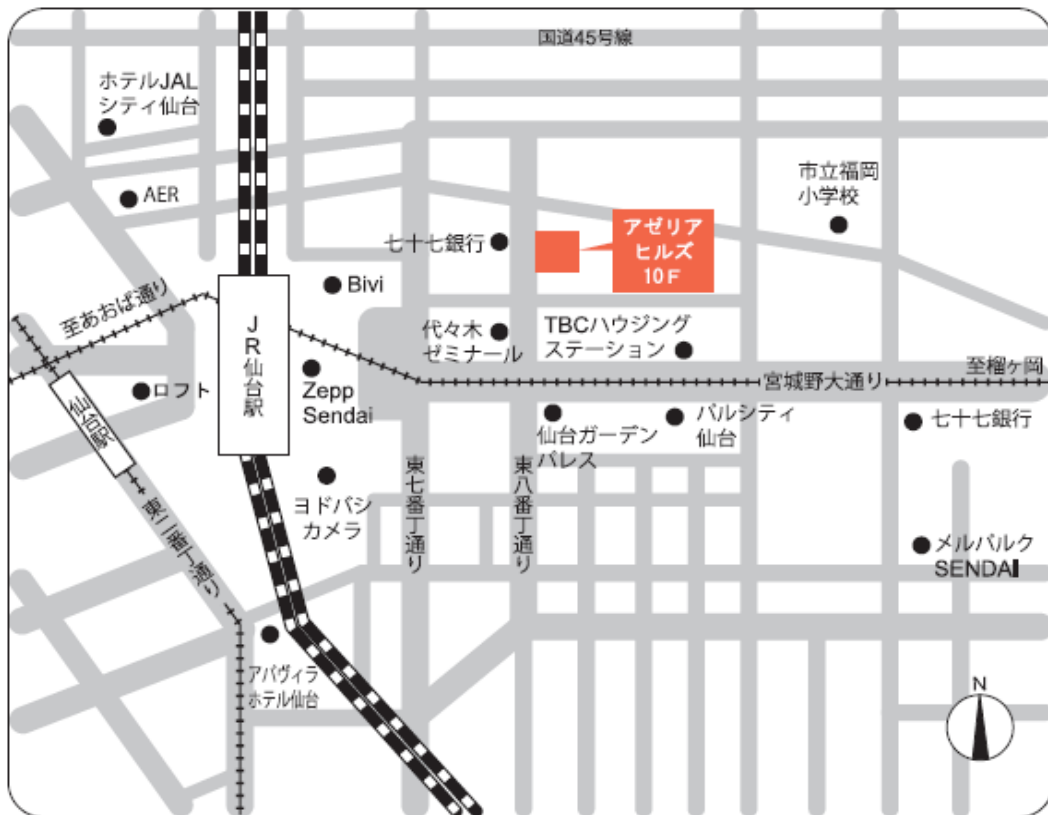 国道45号線
ホテルJAL
シティ仙台
AER
市立福岡
小学校
七十七銀行
アゼリア
ヒルズ
10F
Bivi
至あおば通り
JR仙台駅
代々木
ゼミナール
TBCハウジング
ステーション
至榴ヶ岡
宮城野大通り
ロフト
Zepp
Sendai
仙台駅
仙台ガーデン
パレス
パルシティ
仙台
七十七銀行
東七番丁通り
東八番丁通り
ヨドバシ
カメラ
東二番丁通り
メルパルク
SENDAI
アパヴィラ
ホテル仙台
N